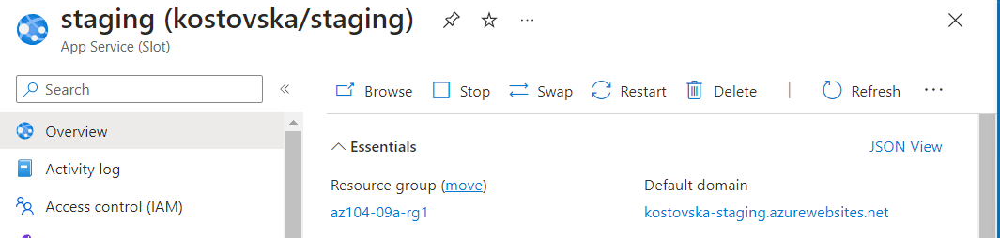 staging (kostovska/staging)
App Service (Slot)
Search
Browse Stop Swap Restart Delete Refresh
Overview
Essentials JSON View
Activity log
Resource group (move) Default domain
Access control (IAM)
az104-09a-rg1 kostovska-staging.azurewebsites.net